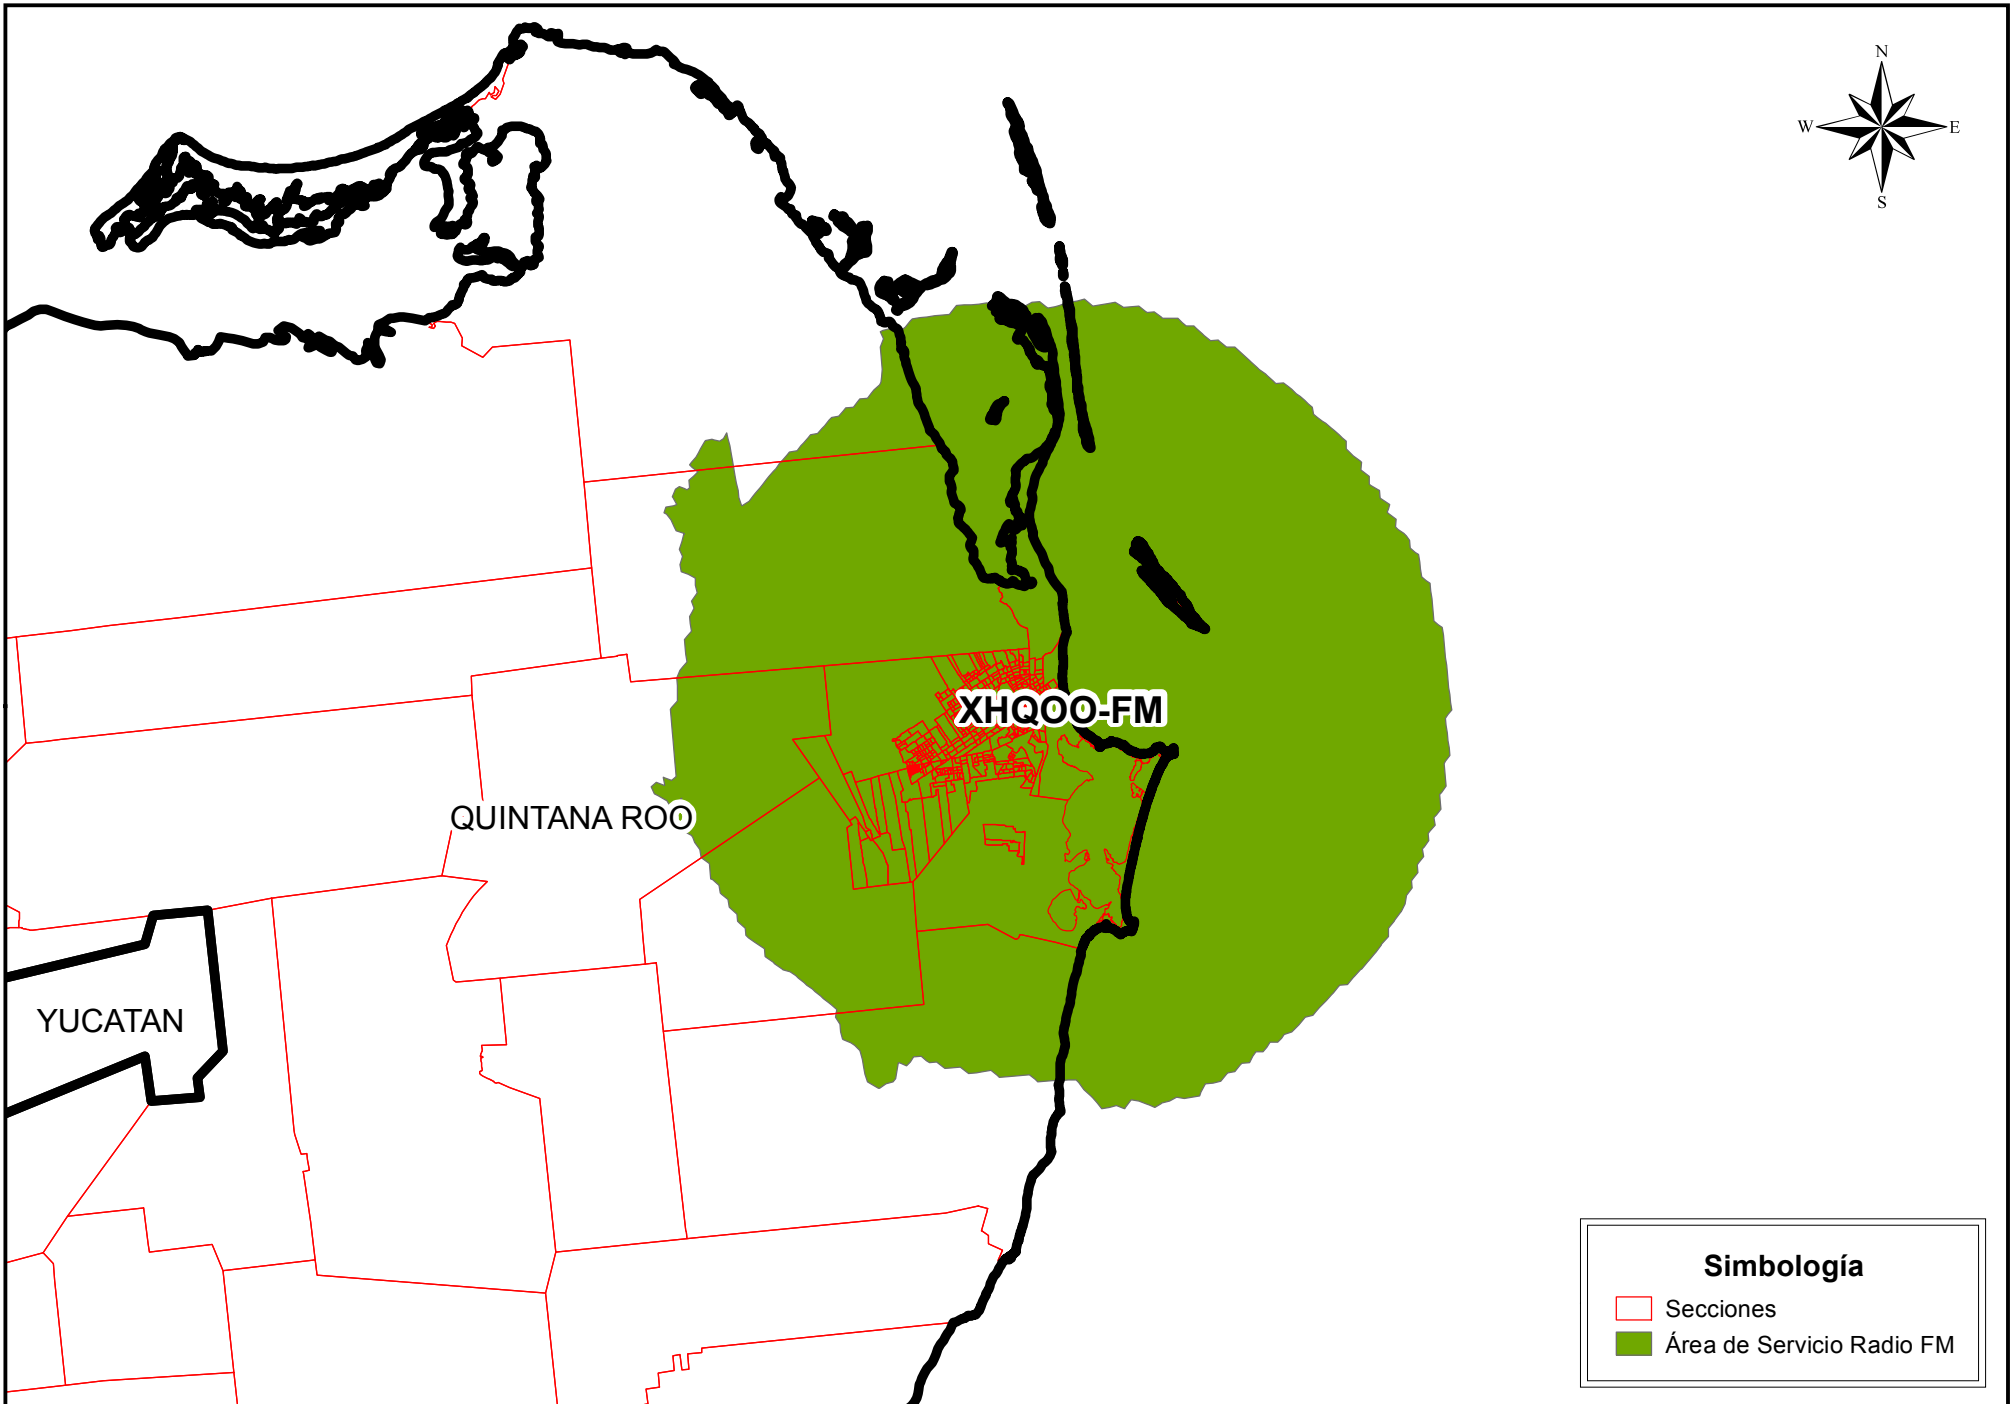 N
W E
S
XHQOO-FM
QUINTANA ROO
YUCATAN
Simbología
Secciones
Área de Servicio Radio FM